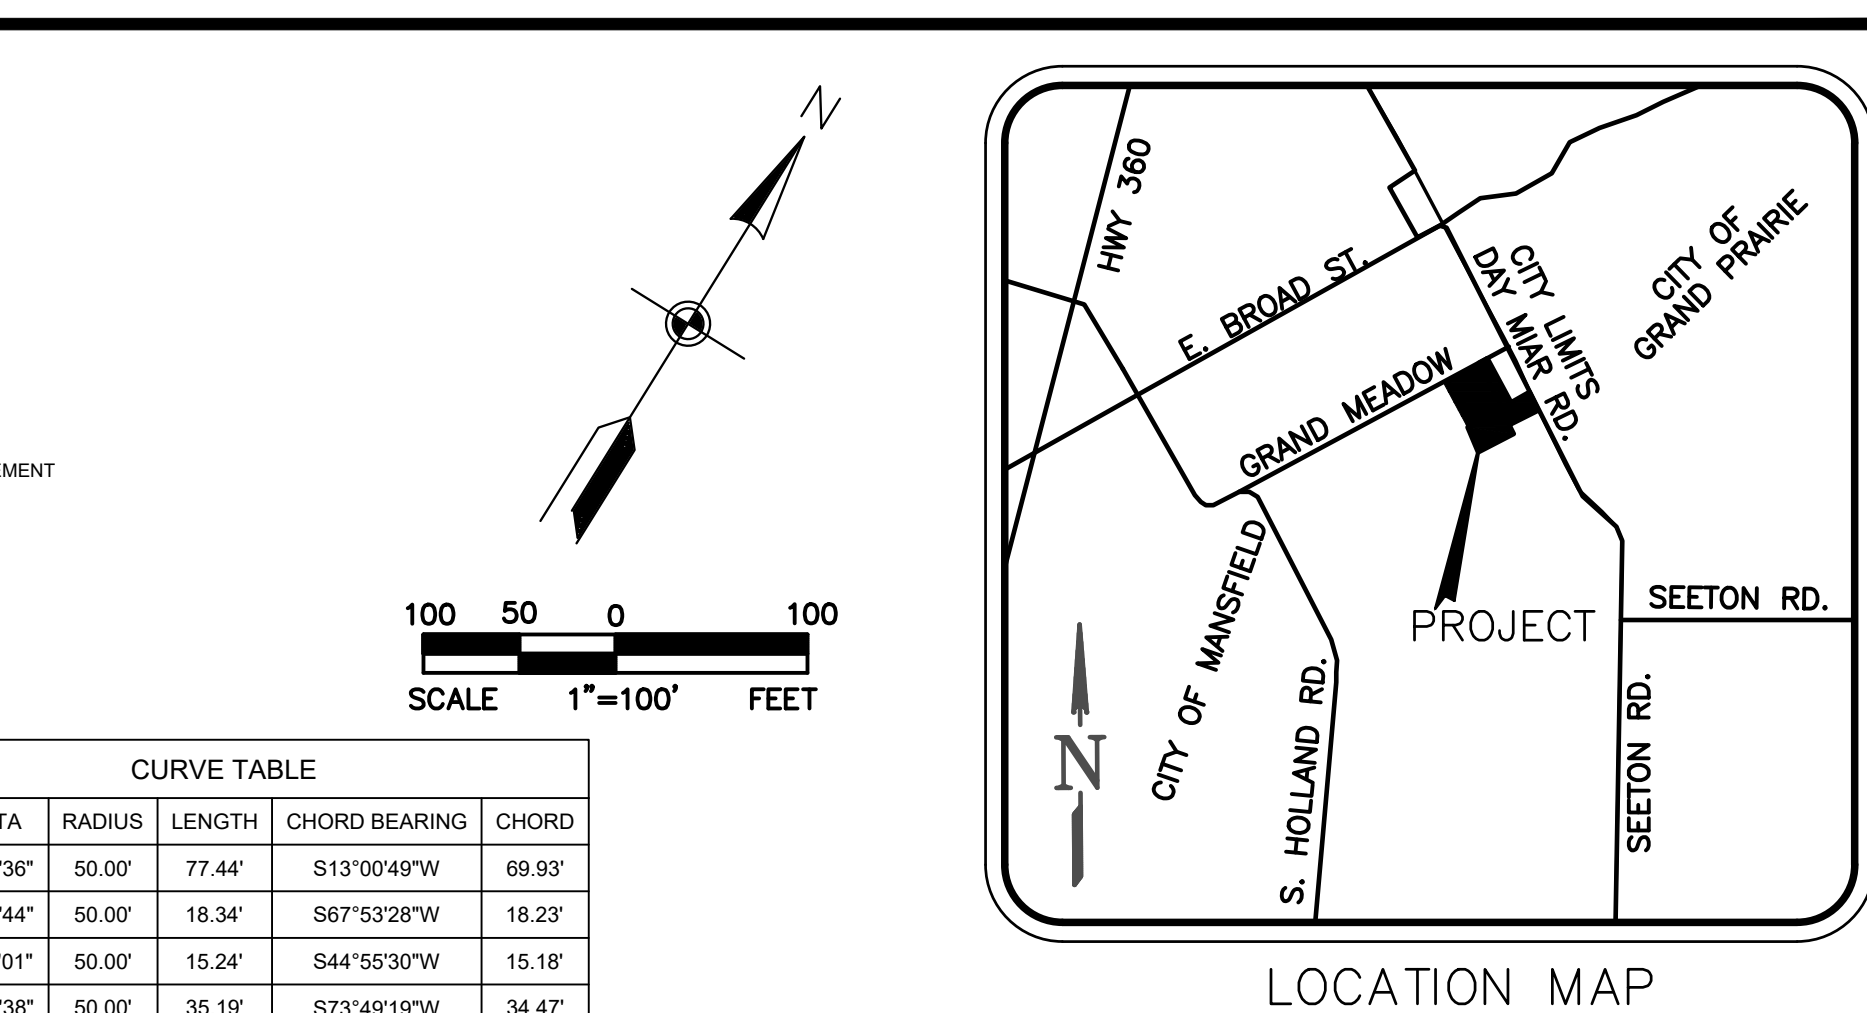 N
EMENT
100 50 0 100
SCALE 1"=100' FEET
CURVE TABLE
TA RADIUS LENGTH CHORD BEARING CHORD
'36" 50.00' 77.44' S13°00'49"W 69.93'
'44" 50.00' 18.34' S67°53'28"W 18.23'
'01" 50.00' 15.24' S44°55'30"W 15.18'
'38" 50.00' 35.19' S73°49'19"W 34.47'
HWY 360
E. BROAD ST.
GRAND MEADOW
CITY LIMITS
DAY MIAR RD.
CITY OF
GRAND PRAIRIE
CITY OF MANSFIELD
PROJECT
SEETON RD.
S. HOLLAND RD.
SEETON RD.
N
LOCATION MAP